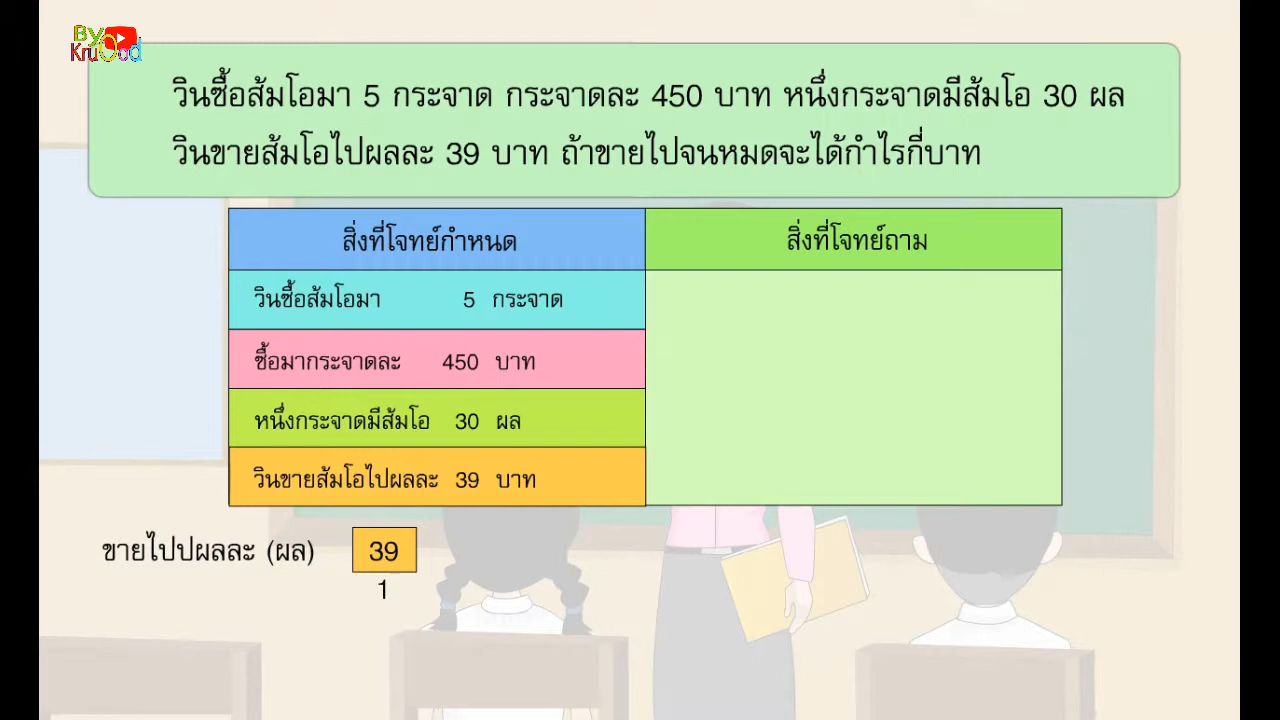 By
KruOod
วินซื้อส้มโอมา 5 กระจาด กระจาดละ 450 บาท หนึ่งกระจาดมีส้มโอ 30 ผล
วินขายส้มโอไปผลละ 39 บาท ถ้าขายไปจนหมดจะได้กำไรกี่บาท
สิ่งที่โจทย์กำหนด สิ่งที่โจทย์ถาม
วินซื้อส้มโอมา 5 กระจาด
ซื้อมากระจาดละ 450 บาท
หนึ่งกระจาดมีส้มโอ 30 ผล
วินขายส้มโอไปผลละ 39 บาท
ขายไปปผลละ (ผล) 39
1